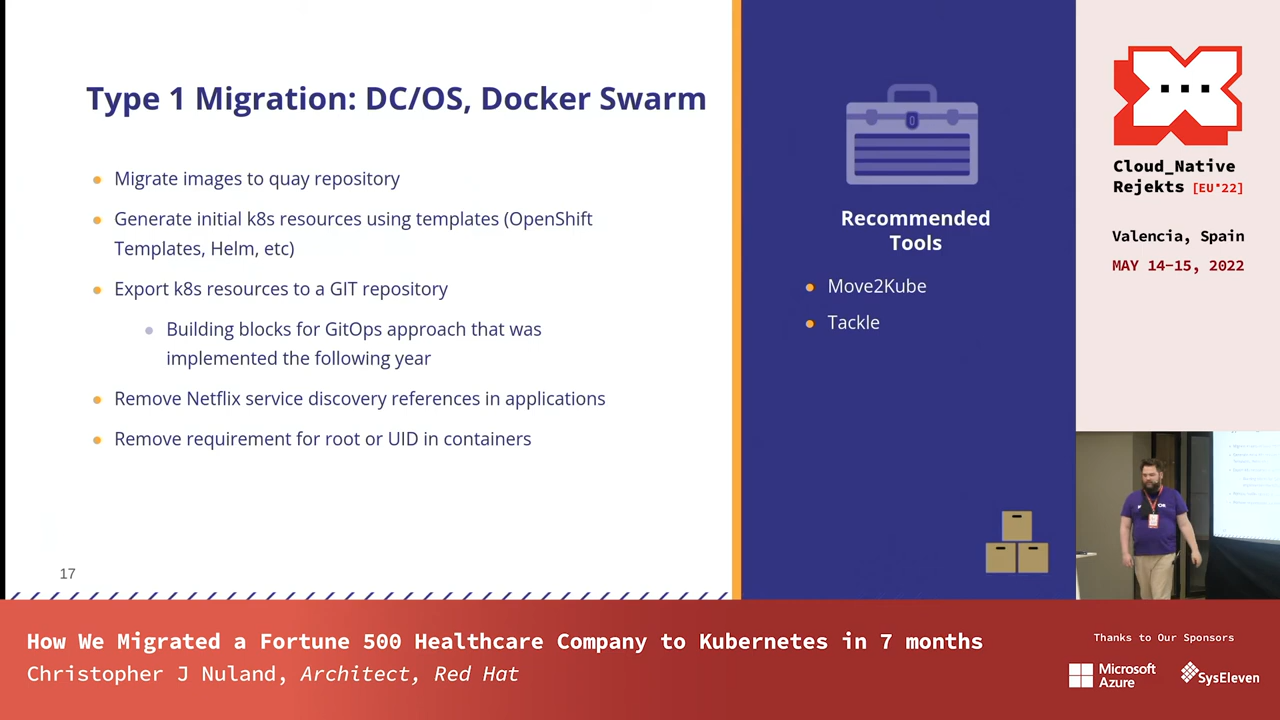 Type 1 Migration: DC/OS, Docker Swarm
Migrate images to quay repository
Generate initial k8s resources using templates (OpenShift
Templates, Helm, etc)
Export k8s resources to a GIT repository
Building blocks for GitOps approach that was
implemented the following year
Remove Netflix service discovery references in applications
Remove requirement for root or UID in containers
17
Recommended
Tools
Move2Kube
Tackle
Cloud_Native
Rejekts [EU*22]
Valencia, Spain
MAY 14-15, 2022
How We Migrated a Fortune 500 Healthcare Company to Kubernetes in 7 months
Christopher J Nuland, Architect, Red Hat
Thanks to Our Sponsors
Microsoft
Azure
SysEleven